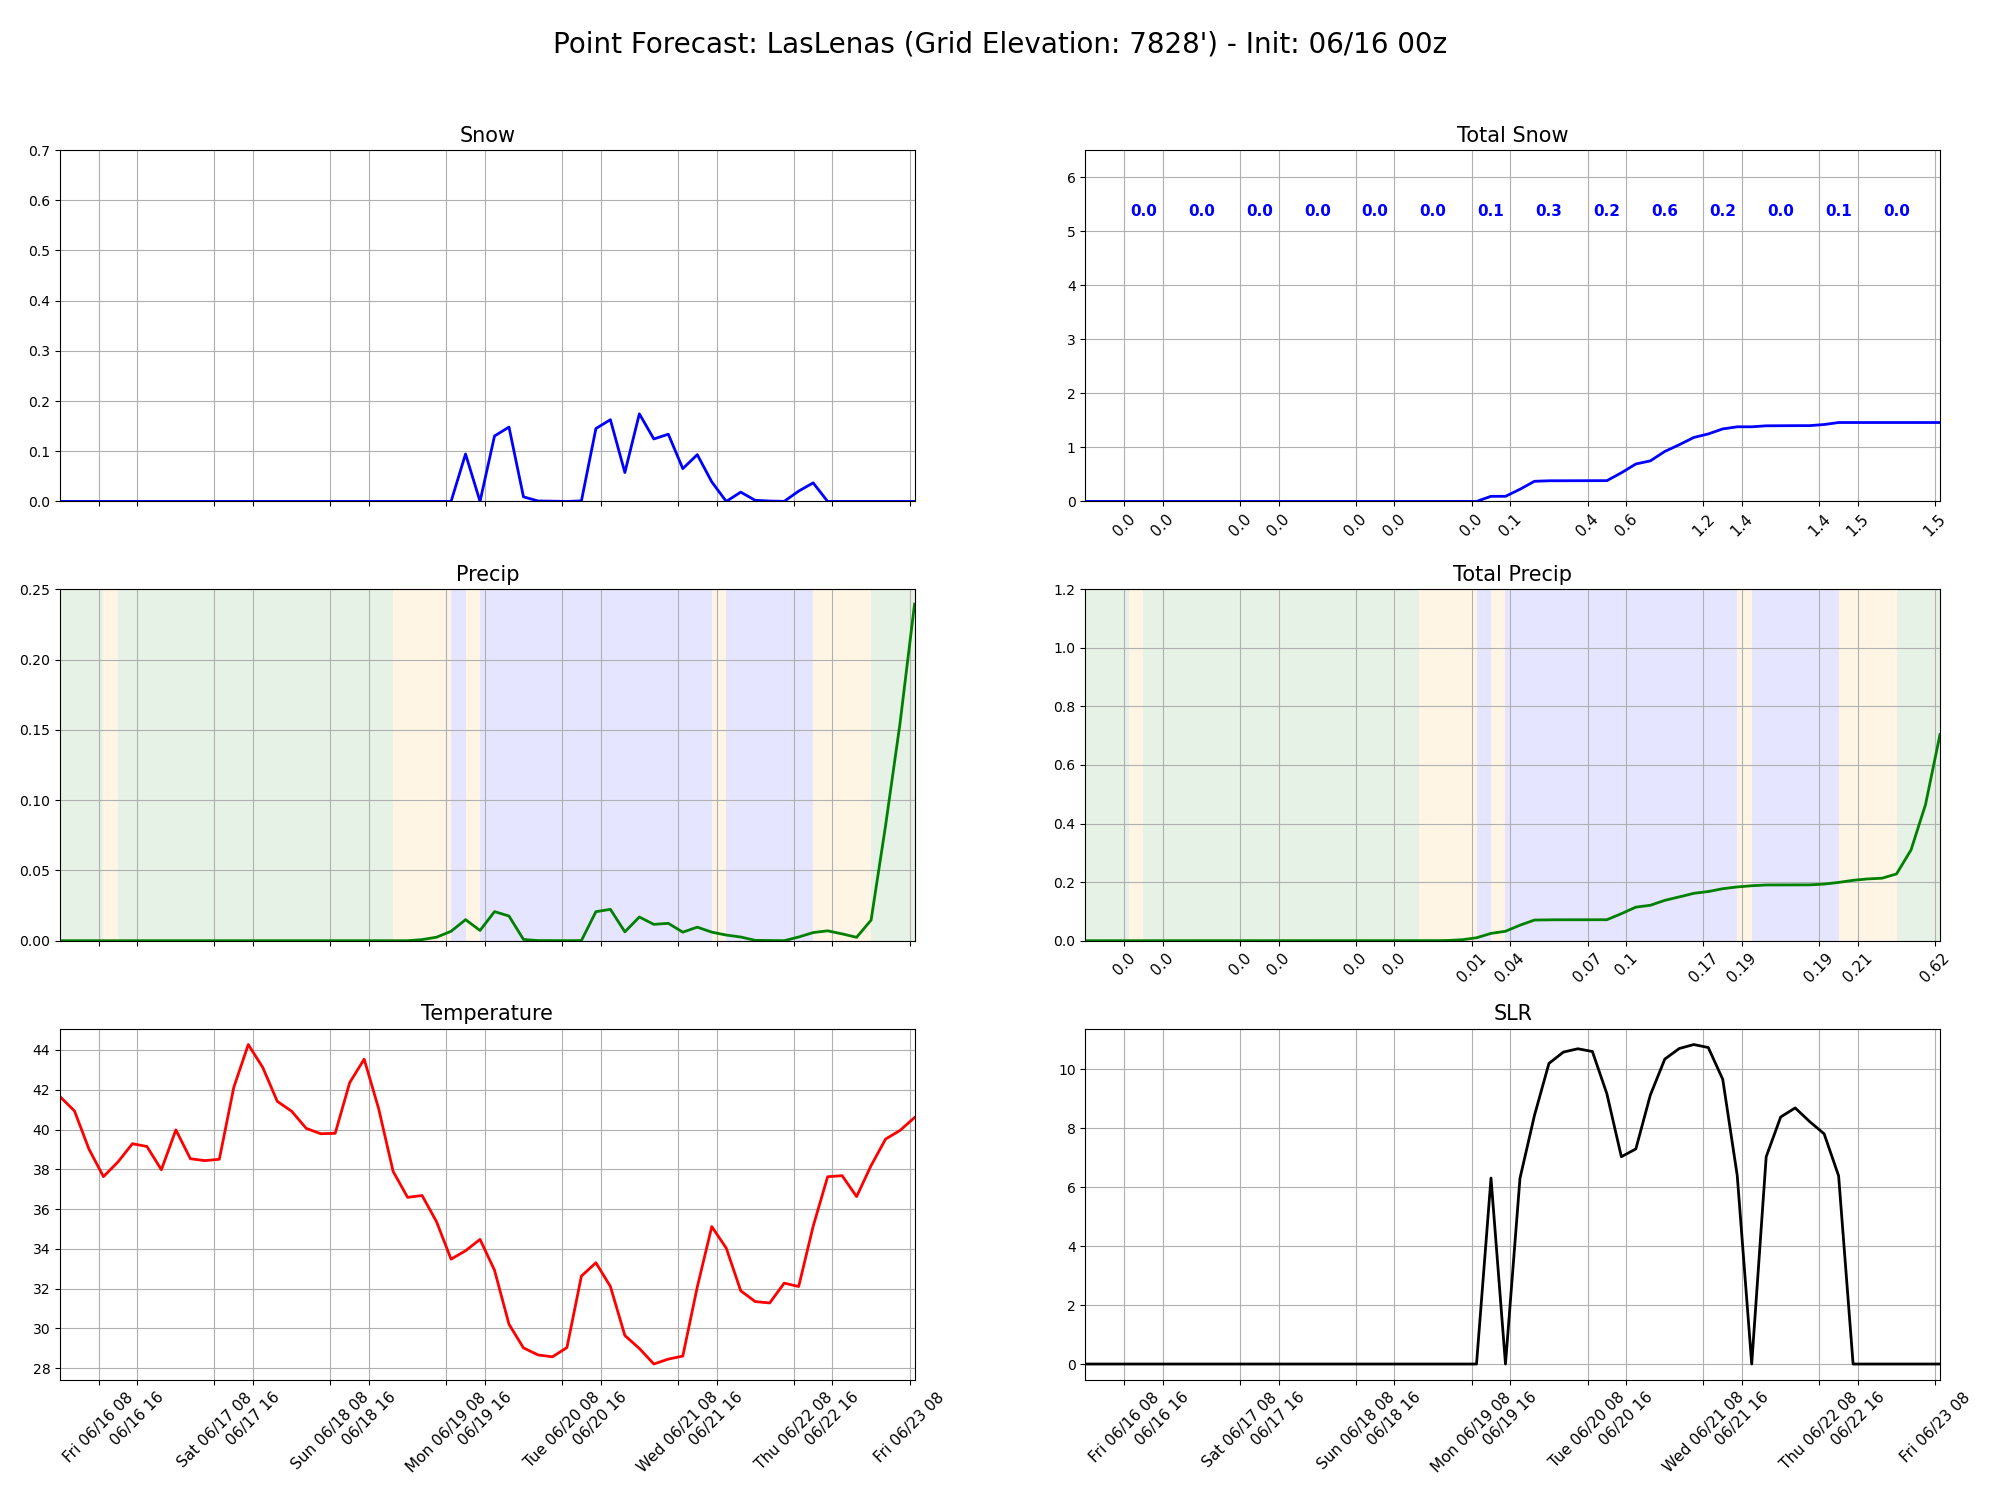 Point Forecast: LasLenas (Grid Elevation: 7828') - Init: 06/16 00z
Snow
0.7
0.6
0.5
0.4
0.3
0.2
0.1
0.0
Total Snow
6
5
4
3
2
1
0
0.0 0.0 0.0 0.0 0.0 0.0 0.1 0.3 0.2 0.6 0.2 0.0 0.1 0.0
0.0 0.0 0.0 0.0 0.0 0.0 0.0 0.1 0.4 0.6 1.2 1.4 1.4 1.5 1.5
Precip
0.25
0.20
0.15
0.10
0.05
0.00
Total Precip
1.2
1.0
0.8
0.6
0.4
0.2
0.0
0.0 0.0 0.0 0.0 0.0 0.0 0.01 0.04 0.07 0.1 0.17 0.19 0.19 0.21 0.62
Temperature
44
42
40
38
36
34
32
30
28
Fri 06/16 08
06/16 16
Sat 06/17 08
06/17 16
Sun 06/18 08
06/18 16
Mon 06/19 08
06/19 16
Tue 06/20 08
06/20 16
Wed 06/21 08
06/21 16
Thu 06/22 08
06/22 16
Fri 06/23 08
SLR
10
8
6
4
2
0
Fri 06/16 08
06/16 16
Sat 06/17 08
06/17 16
Sun 06/18 08
06/18 16
Mon 06/19 08
06/19 16
Tue 06/20 08
06/20 16
Wed 06/21 08
06/21 16
Thu 06/22 08
06/22 16
Fri 06/23 08